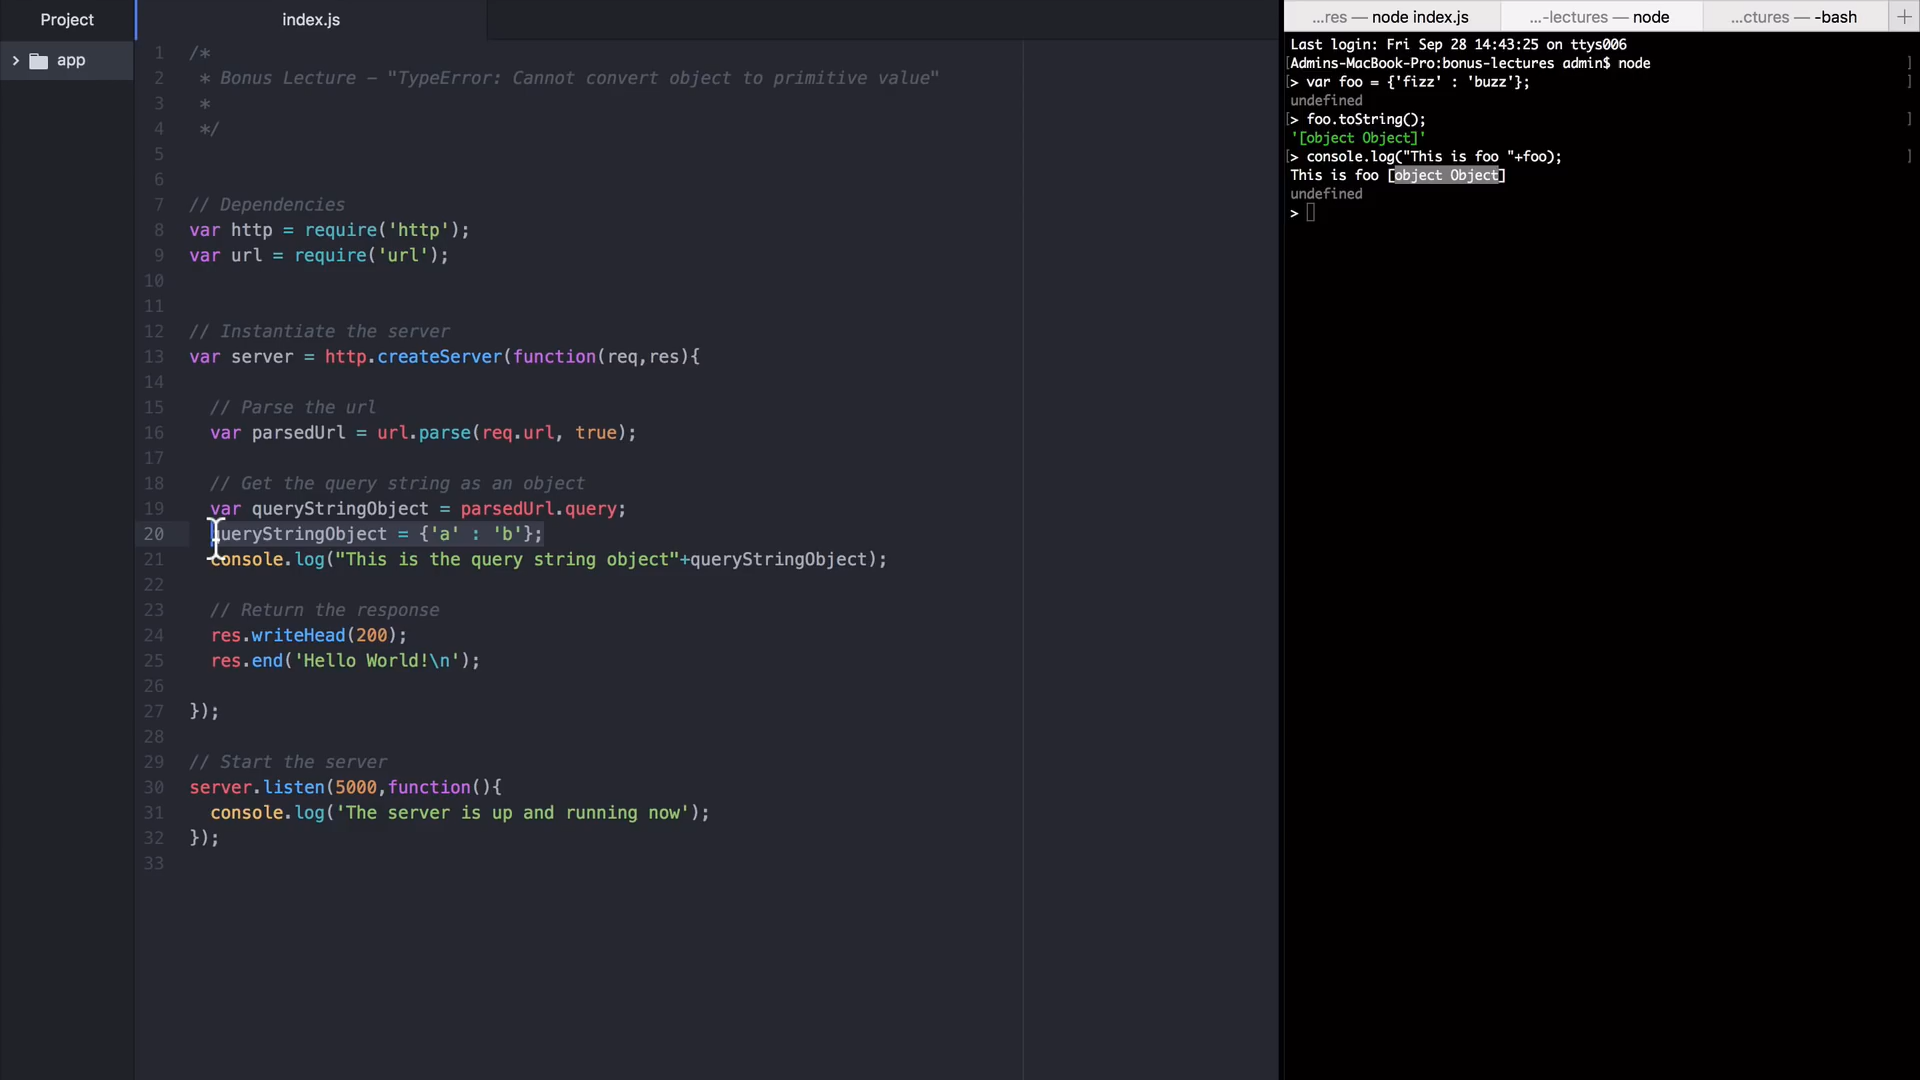 Project
app
index.js
1 /*
2 * Bonus Lecture – "TypeError: Cannot convert object to primitive value"
3 *
4 */
5
6
7 // Dependencies
8 var http = require('http');
9 var url = require('url');
10
11
12 // Instantiate the server
13 var server = http.createServer(function(req,res){
14
15 // Parse the url
16 var parsedUrl = url.parse(req.url, true);
17
18 // Get the query string as an object
19 var queryStringObject = parsedUrl.query;
20 queryStringObject = {'a' : 'b'};
21 console.log("This is the query string object"+queryStringObject);
22
23 // Return the response
24 res.writeHead(200);
25 res.end('Hello World!\n');
26
27 });
28
29 // Start the server
30 server.listen(5000,function(){
31 console.log('The server is up and running now');
32 });
33
...res — node index.js
...-lectures — node
...ctures — -bash
Last login: Fri Sep 28 14:43:25 on ttys006
[Admins-MacBook-Pro:bonus-lectures admin$ node ]
[> var foo = {'fizz' : 'buzz'}; ]
undefined
[> foo.toString(); ]
'[object Object]'
[> console.log("This is foo "+foo); ]
This is foo [object Object]
undefined
>